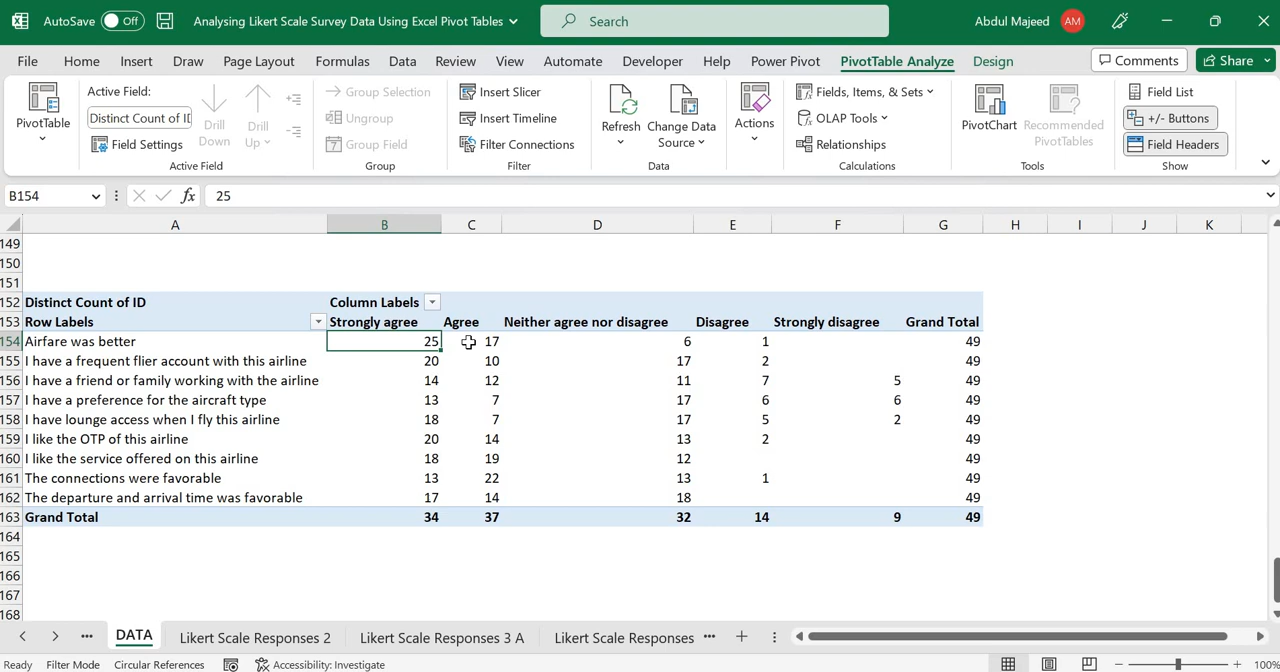 AutoSave Off Analysing Likert Scale Survey Data Using Excel Pivot Tables Search Abdul Majeed AM
File Home Insert Draw Page Layout Formulas Data Review View Automate Developer Help Power Pivot PivotTable Analyze Design Comments Share
PivotTable
Active Field:
Distinct Count of ID
Field Settings
Drill Down
Drill Up
Active Field
Group Selection
Ungroup
Group Field
Group
Insert Slicer
Insert Timeline
Filter Connections
Filter
Refresh
Change Data Source
Data
Actions
Fields, Items, & Sets
OLAP Tools
Relationships
Calculations
PivotChart
Recommended PivotTables
Tools
Field List
+/- Buttons
Field Headers
Show
B154 fx 25
A B C D E F G H I J K
149
150
151
152 Distinct Count of ID Column Labels
153 Row Labels Strongly agree Agree Neither agree nor disagree Disagree Strongly disagree Grand Total
154 Airfare was better 25 17 6 1 49
155 I have a frequent flier account with this airline 20 10 17 2 49
156 I have a friend or family working with the airline 14 12 11 7 5 49
157 I have a preference for the aircraft type 13 7 17 6 6 49
158 I have lounge access when I fly this airline 18 7 17 5 2 49
159 I like the OTP of this airline 20 14 13 2 49
160 I like the service offered on this airline 18 19 12 49
161 The connections were favorable 13 22 13 1 49
162 The departure and arrival time was favorable 17 14 18 49
163 Grand Total 34 37 32 14 9 49
164
165
166
167
168
DATA Likert Scale Responses 2 Likert Scale Responses 3 A Likert Scale Responses
Ready Filter Mode Circular References Accessibility: Investigate 100%